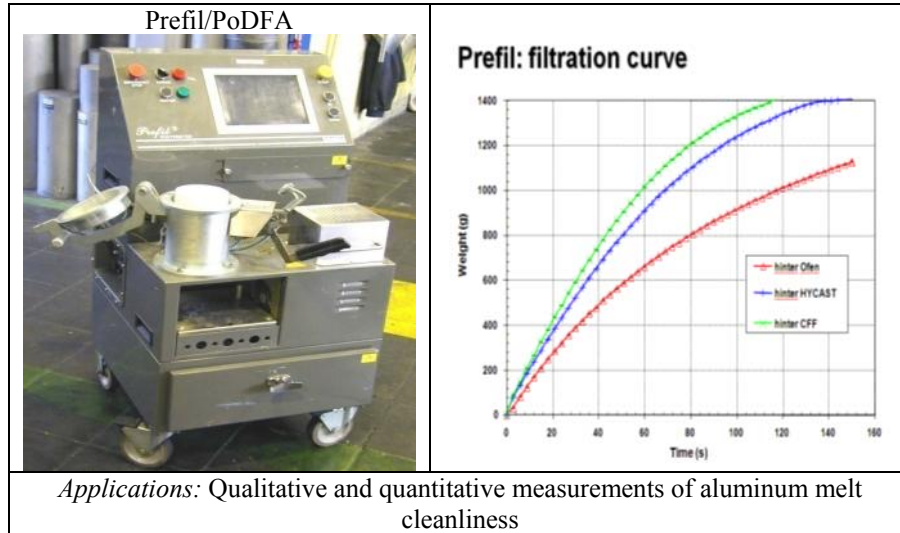 Prefil/PoDFA
Prefil
Prefil: filtration curve
1400
1200
1000
800
600
400
200
0
Weight (g)
0 20 40 60 80 100 120 140 160
Time (s)
hinter Ofen
hinter HYCAST
hinter CFF
Applications: Qualitative and quantitative measurements of aluminum melt
cleanliness